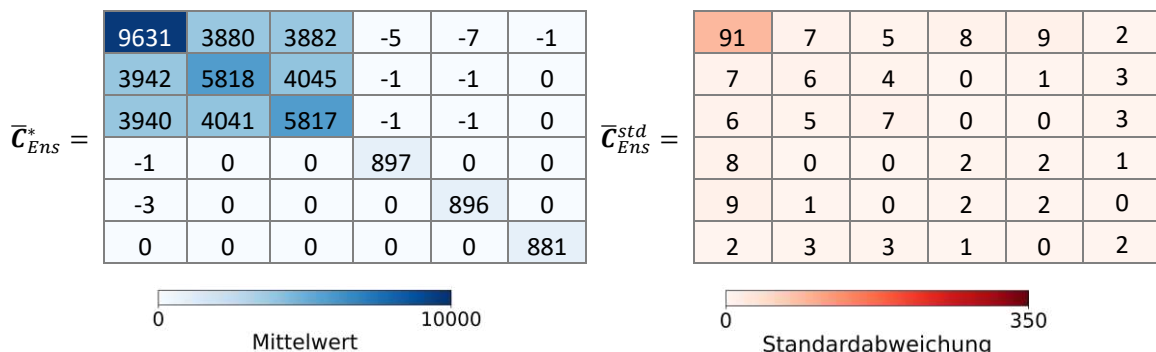 9631 3880 3882 -5 -7 -1 91 7 5 8 9 2
3942 5818 4045 -1 -1 0 7 6 4 0 1 3
3940 4041 5817 -1 -1 0 6 5 7 0 0 3
C̅*Ens = C̅stdEns =
-1 0 0 897 0 0 8 0 0 2 2 1
-3 0 0 0 896 0 9 1 0 2 2 0
0 0 0 0 0 881 2 3 3 1 0 2
0 10000 0 350
Mittelwert Standardabweichung